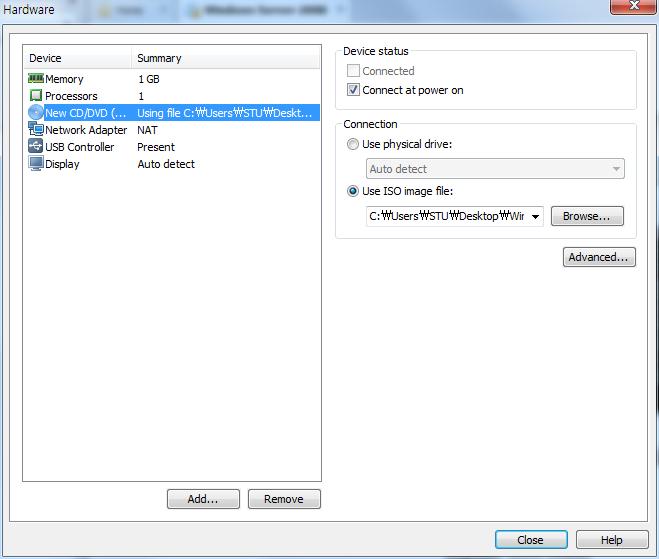 Hardware
Device Summary
Memory 1 GB
Processors 1
New CD/DVD (... Using file C:₩Users₩STU₩Deskt...
Network Adapter NAT
USB Controller Present
Display Auto detect
Add... Remove
Device status
Connected
Connect at power on
Connection
Use physical drive:
Auto detect
Use ISO image file:
C:₩Users₩STU₩Desktop₩Wir
Browse...
Advanced...
Close Help